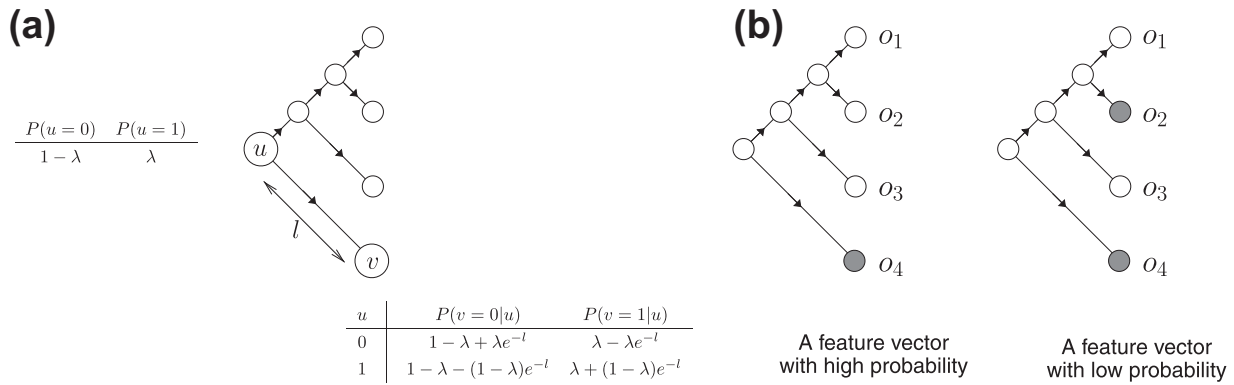 (a)
P(u = 0) P(u = 1)
1 − λ λ
u
l
v
u P(v = 0|u) P(v = 1|u)
0 1 − λ + λe^{−l} λ − λe^{−l}
1 1 − λ − (1 − λ)e^{−l} λ + (1 − λ)e^{−l}
(b)
o₁
o₂
o₃
o₄
A feature vector
with high probability
o₁
o₂
o₃
o₄
A feature vector
with low probability